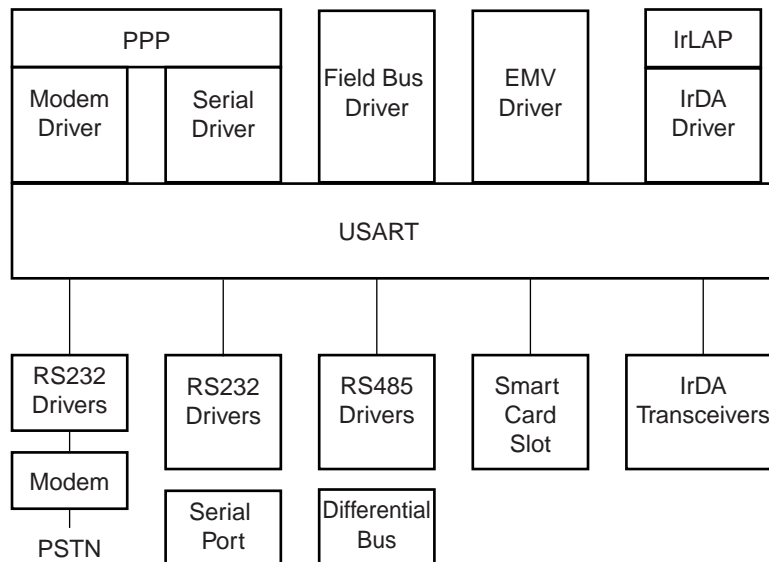 PPP
Modem
Driver
Serial
Driver
Field Bus
Driver
EMV
Driver
IrLAP
IrDA
Driver
USART
RS232
Drivers
Modem
PSTN
RS232
Drivers
Serial
Port
RS485
Drivers
Differential
Bus
Smart
Card
Slot
IrDA
Transceivers